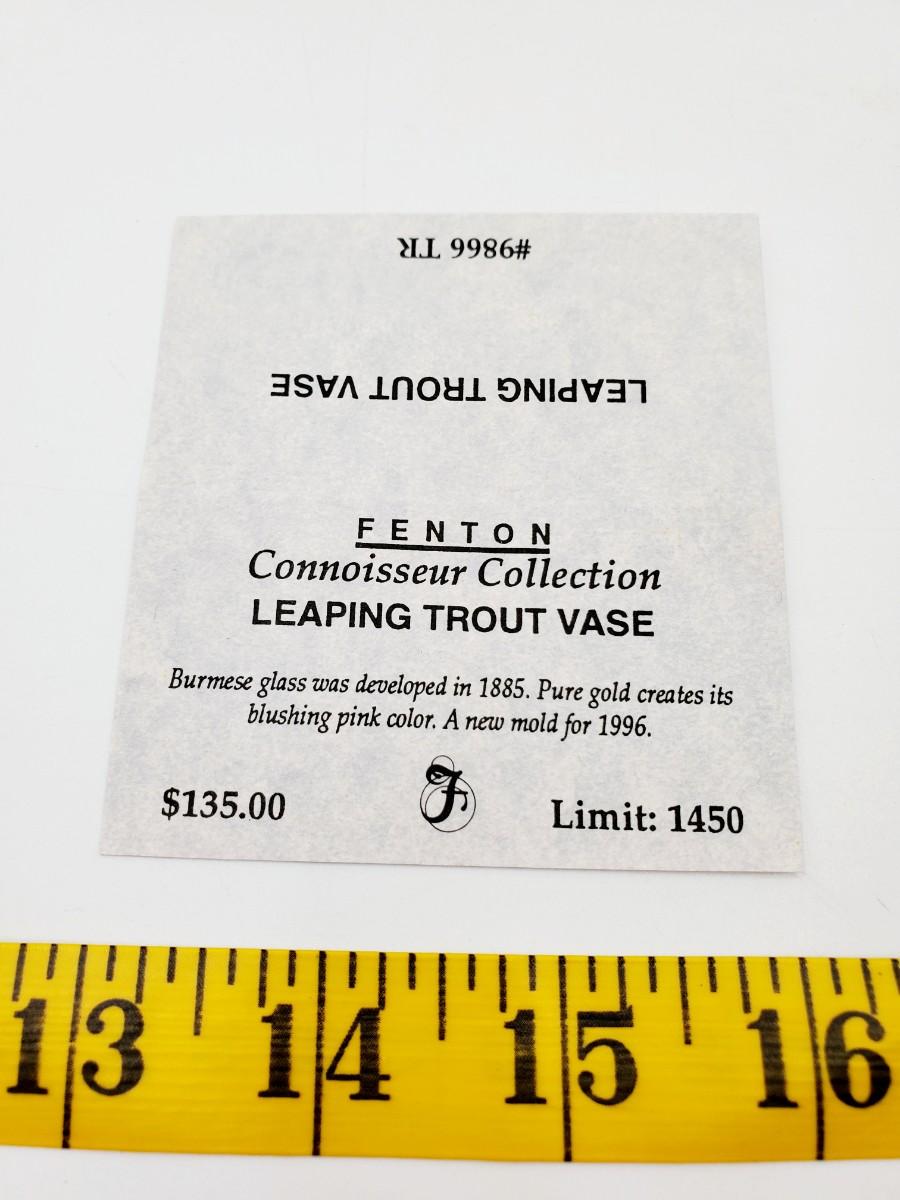 #9866 TR
LEAPING TROUT VASE
FENTON
Connoisseur Collection
LEAPING TROUT VASE
Burmese glass was developed in 1885. Pure gold creates its
blushing pink color. A new mold for 1996.
$135.00 F Limit: 1450
13 14 15 16